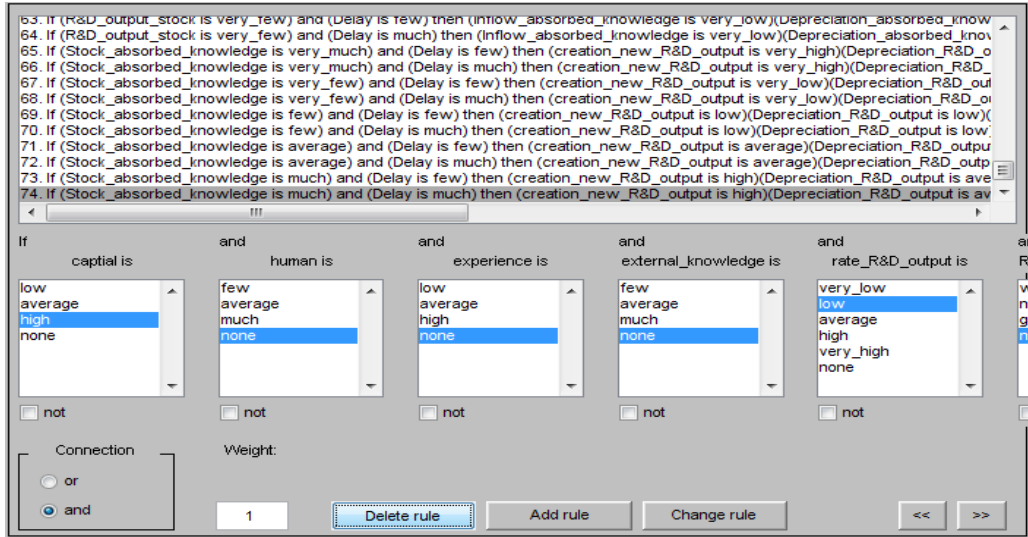 63. If (R&D_output_stock is very_few) and (Delay is few) then (Inflow_absorbed_knowledge is very_low)(Depreciation_absorbed_know
64. If (R&D_output_stock is very_few) and (Delay is much) then (Inflow_absorbed_knowledge is very_low)(Depreciation_absorbed_know
65. If (Stock_absorbed_knowledge is very_much) and (Delay is few) then (creation_new_R&D_output is very_high)(Depreciation_R&D_o
66. If (Stock_absorbed_knowledge is very_much) and (Delay is much) then (creation_new_R&D_output is very_high)(Depreciation_R&D_
67. If (Stock_absorbed_knowledge is very_few) and (Delay is few) then (creation_new_R&D_output is very_low)(Depreciation_R&D_out
68. If (Stock_absorbed_knowledge is very_few) and (Delay is much) then (creation_new_R&D_output is very_low)(Depreciation_R&D_ou
69. If (Stock_absorbed_knowledge is few) and (Delay is few) then (creation_new_R&D_output is low)(Depreciation_R&D_output is low)(
70. If (Stock_absorbed_knowledge is few) and (Delay is much) then (creation_new_R&D_output is low)(Depreciation_R&D_output is low)
71. If (Stock_absorbed_knowledge is average) and (Delay is few) then (creation_new_R&D_output is average)(Depreciation_R&D_output
72. If (Stock_absorbed_knowledge is average) and (Delay is much) then (creation_new_R&D_output is average)(Depreciation_R&D_outp
73. If (Stock_absorbed_knowledge is much) and (Delay is few) then (creation_new_R&D_output is high)(Depreciation_R&D_output is ave
74. If (Stock_absorbed_knowledge is much) and (Delay is much) then (creation_new_R&D_output is high)(Depreciation_R&D_output is av
If and and and and
captial is human is experience is external_knowledge is rate_R&D_output is
low few low few very_low
average average average average low
high much high much average
none none none none high
very_high
none
not not not not not
Connection Weight:
or
and 1 Delete rule Add rule Change rule << >>